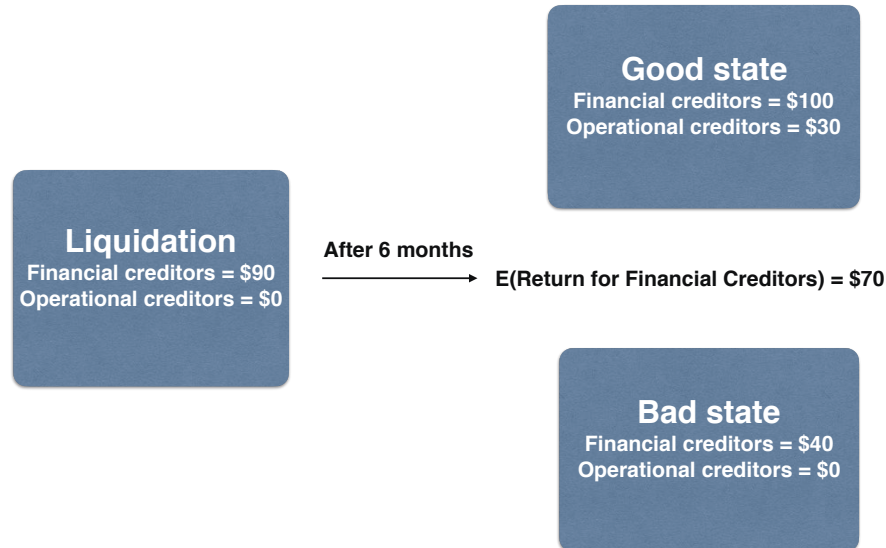 Good state
Financial creditors = $100
Operational creditors = $30
Liquidation
Financial creditors = $90
Operational creditors = $0
After 6 months
E(Return for Financial Creditors) = $70
Bad state
Financial creditors = $40
Operational creditors = $0